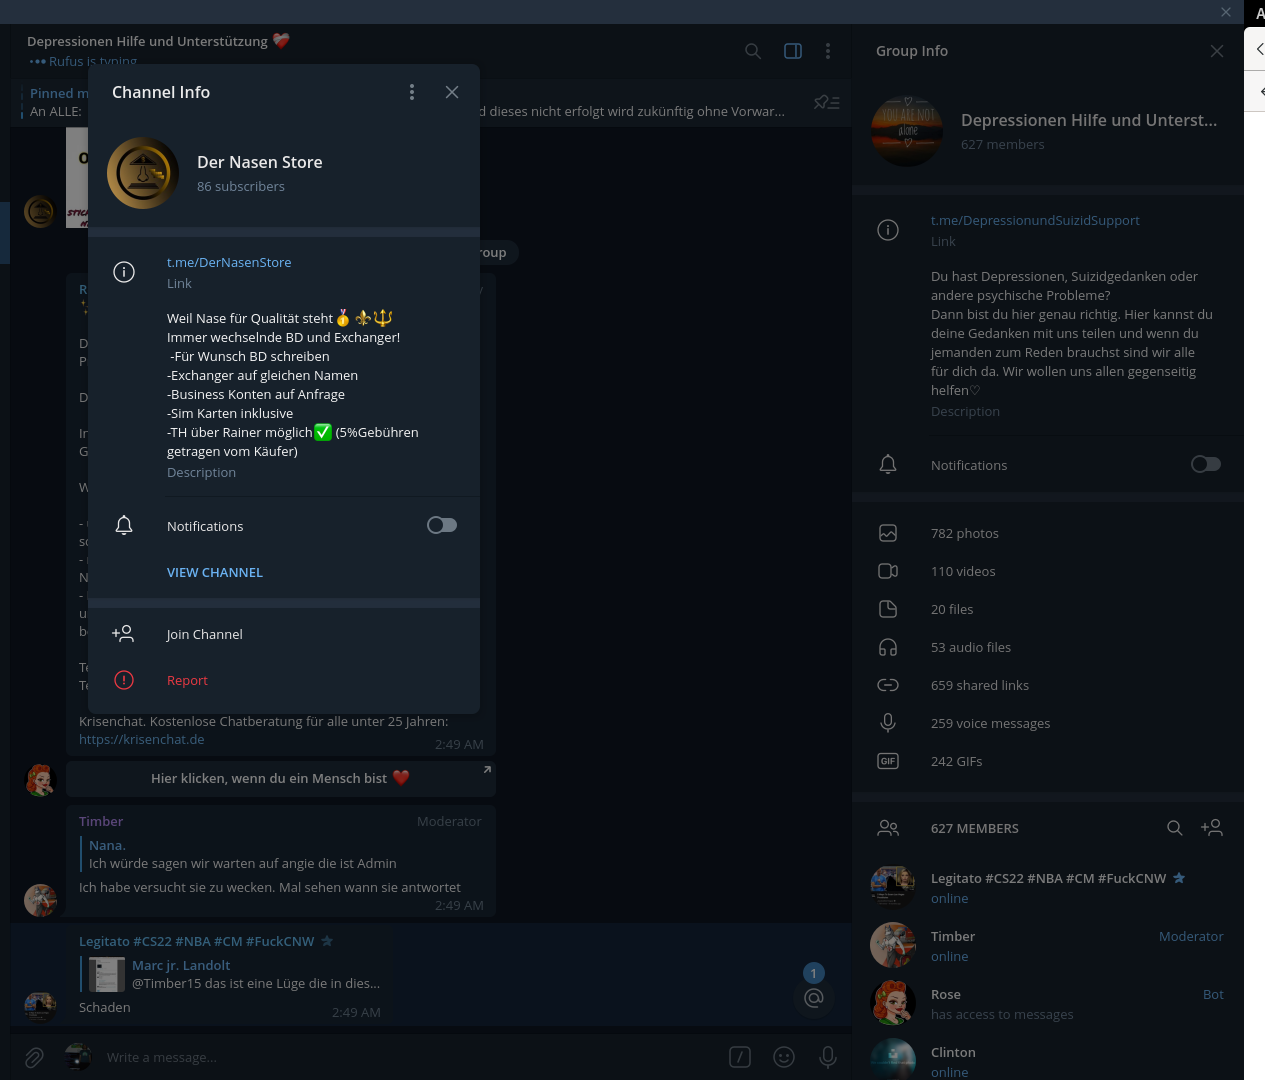 Depressionen Hilfe und Unterstützung ❤️‍🩹
Rufus is typing
Pinned m
An ALLE: d dieses nicht erfolgt wird zukünftig ohne Vorwar...
Channel Info
Der Nasen Store
86 subscribers
t.me/DerNasenStore
Link
Weil Nase für Qualität steht🥇⚜️🔱
Immer wechselnde BD und Exchanger!
-Für Wunsch BD schreiben
-Exchanger auf gleichen Namen
-Business Konten auf Anfrage
-Sim Karten inklusive
-TH über Rainer möglich✅ (5%Gebühren
getragen vom Käufer)
Description
Notifications
VIEW CHANNEL
Join Channel
Report
roup
Krisenchat. Kostenlose Chatberatung für alle unter 25 Jahren:
https://krisenchat.de
2:49 AM
Hier klicken, wenn du ein Mensch bist ❤️
Timber Moderator
Nana.
Ich würde sagen wir warten auf angie die ist Admin
Ich habe versucht sie zu wecken. Mal sehen wann sie antwortet
2:49 AM
Legitato #CS22 #NBA #CM #FuckCNW
Marc jr. Landolt
@Timber15 das ist eine Lüge die in dies...
Schaden
2:49 AM
1
@
Write a message...
Group Info
YOU ARE NOT
alone
Depressionen Hilfe und Unterst...
627 members
t.me/DepressionundSuizidSupport
Link
Du hast Depressionen, Suizidgedanken oder
andere psychische Probleme?
Dann bist du hier genau richtig. Hier kannst du
deine Gedanken mit uns teilen und wenn du
jemanden zum Reden brauchst sind wir alle
für dich da. Wir wollen uns allen gegenseitig
helfen♡
Description
Notifications
782 photos
110 videos
20 files
53 audio files
659 shared links
259 voice messages
GIF 242 GIFs
627 MEMBERS
Legitato #CS22 #NBA #CM #FuckCNW
online
Timber Moderator
online
Rose Bot
has access to messages
Clinton
online